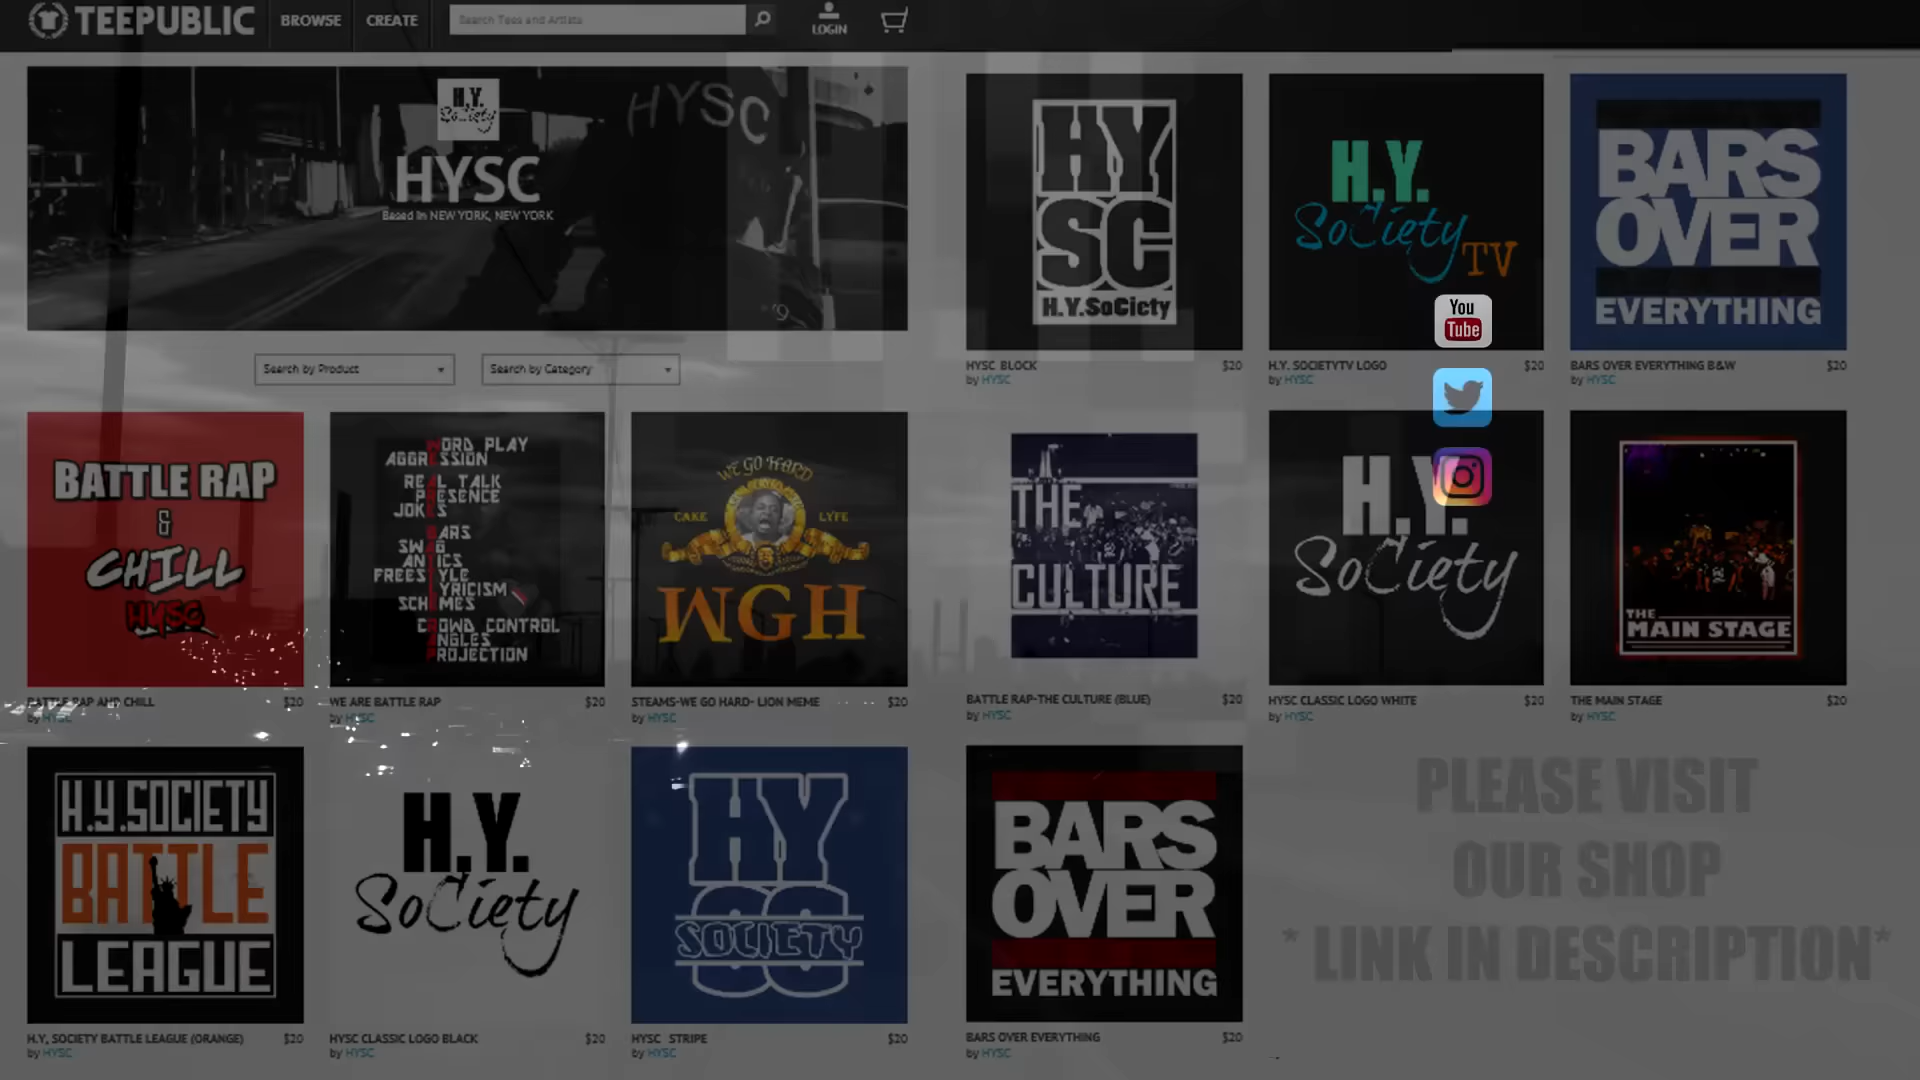 TEEPUBLIC BROWSE CREATE Search Tees and Artists LOGIN
H.Y.
SoCiety
HYSC
HYSC
Based in NEW YORK, NEW YORK
Search by Product Search by Category
HY
SC
H.Y.SoCiety
HYSC BLOCK $20
by HYSC
H.Y.
SoCiety
TV
H.Y. SOCIETYTV LOGO $20
by HYSC
BARS
OVER
EVERYTHING
BARS OVER EVERYTHING B&W $20
by HYSC
You
Tube
BATTLE RAP
&
CHILL
HYSC
BATTLE RAP AND CHILL $20
by HYSC
WORD PLAY
AGGRESSION
REAL TALK
PRESENCE
JOKES
BARS
SWAG
ANTICS
FREESTYLE
LYRICISM
SCHEMES
CROWD CONTROL
ANGLES
PROJECTION
WE ARE BATTLE RAP $20
by HYSC
WE GO HARD
CAKE LYFE
WGH
STEAMS-WE GO HARD- LION MEME $20
by HYSC
THE
CULTURE
BATTLE RAP-THE CULTURE (BLUE) $20
by HYSC
H.Y.
SoCiety
HYSC CLASSIC LOGO WHITE $20
by HYSC
THE
MAIN STAGE
THE MAIN STAGE $20
by HYSC
H.Y.SOCIETY
BATTLE
LEAGUE
H.Y, SOCIETY BATTLE LEAGUE (ORANGE) $20
by HYSC
H.Y.
SoCiety
HYSC CLASSIC LOGO BLACK $20
by HYSC
HY
SOCIETY
SC
HYSC STRIPE $20
by HYSC
BARS
OVER
EVERYTHING
BARS OVER EVERYTHING $20
by HYSC
PLEASE VISIT
OUR SHOP
* LINK IN DESCRIPTION*